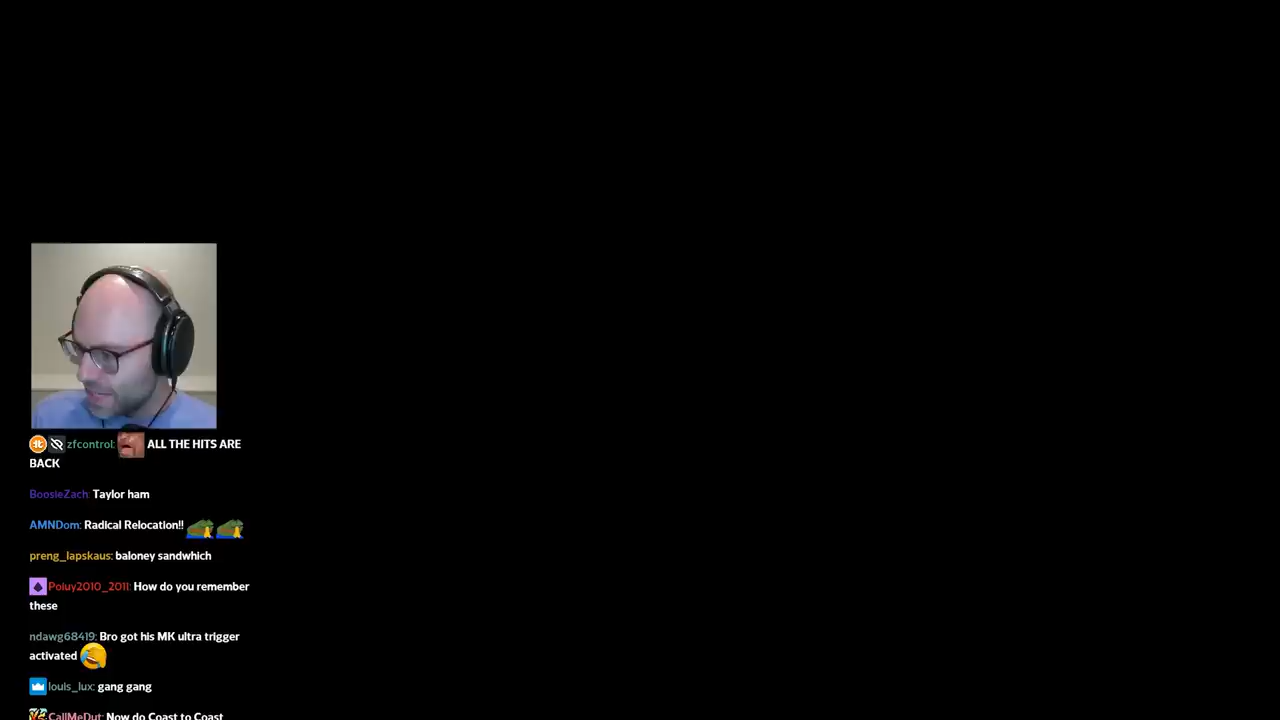 zfcontrol: ALL THE HITS ARE
BACK
BoosieZach: Taylor ham
AMNDom: Radical Relocation!!
preng_lapskaus: baloney sandwhich
Poiuy2010_2011: How do you remember
these
ndawg68419: Bro got his MK ultra trigger
activated
louis_lux: gang gang
CallMeDut: Now do Coast to Coast